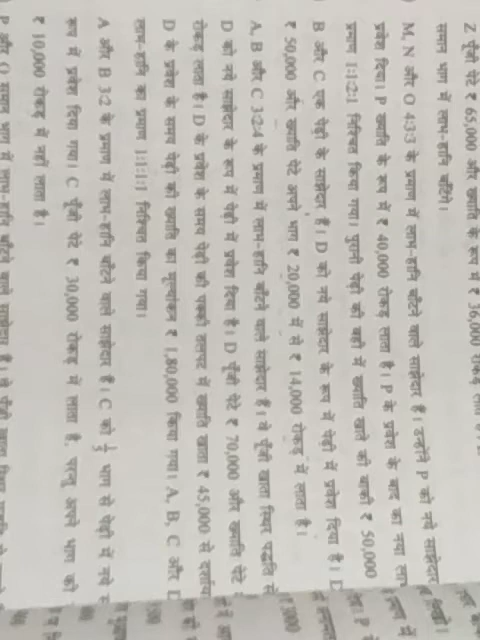 Z पूँजी पेटे ₹ 65,000 और ख्याति के रूप में ₹ 36,000 रोकड़
समान भाग में लाभ-हानि बाँटेंगे।
M, N और O 4:3:3 के प्रमाण में लाभ-हानि बाँटने वाले साझेदार हैं। उन्होंने P को नये साझेदार
प्रवेश दिया। P ख्याति के रूप में ₹ 40,000 रोकड़ लाता है। P के प्रवेश के बाद का नया
प्रमाण 1:1:2:1 निश्चित किया गया। पुरानी पेढ़ी की बही में ख्याति खाते की बाकी ₹ 50,000
B और C एक पेढ़ी के साझेदार हैं। D को नये साझेदार के रूप में पेढ़ी में प्रवेश दिया है।
₹ 50,000 और ख्याति पेटे अपने भाग ₹ 20,000 में से ₹ 14,000 रोकड़ में लाता है।
A, B और C 3:2:4 के प्रमाण में लाभ-हानि बाँटने वाले साझेदार हैं। वे पूँजी खाता स्थिर पद्धति से
D को नये साझेदार के रूप में पेढ़ी में प्रवेश दिया है। D पूँजी पेटे ₹ 70,000 और ख्याति पेटे ₹
रोकड़ लाता है। D के प्रवेश के समय पेढ़ी की पक्की तलपट में ख्याति खाता ₹ 45,000 से
D के प्रवेश के समय पेढ़ी की ख्याति का मूल्यांकन ₹ 1,80,000 किया गया। A, B, C और
लाभ-हानि का प्रमाण 1:1:1:1 निश्चित किया गया।
A और B 3:2 के प्रमाण में लाभ-हानि बाँटने वाले साझेदार हैं। C को भाग से पेढ़ी में नये
रूप में प्रवेश दिया गया। C पूँजी पेटे ₹ 30,000 रोकड़ में लाता है, परन्तु अपने भाग की
₹ 10,000 रोकड़ में नहीं लाता है।
P और Q समान भाग में लाभ-हानि बाँटने वाले साझेदार हैं। वे पूँजी खाता स्थिर